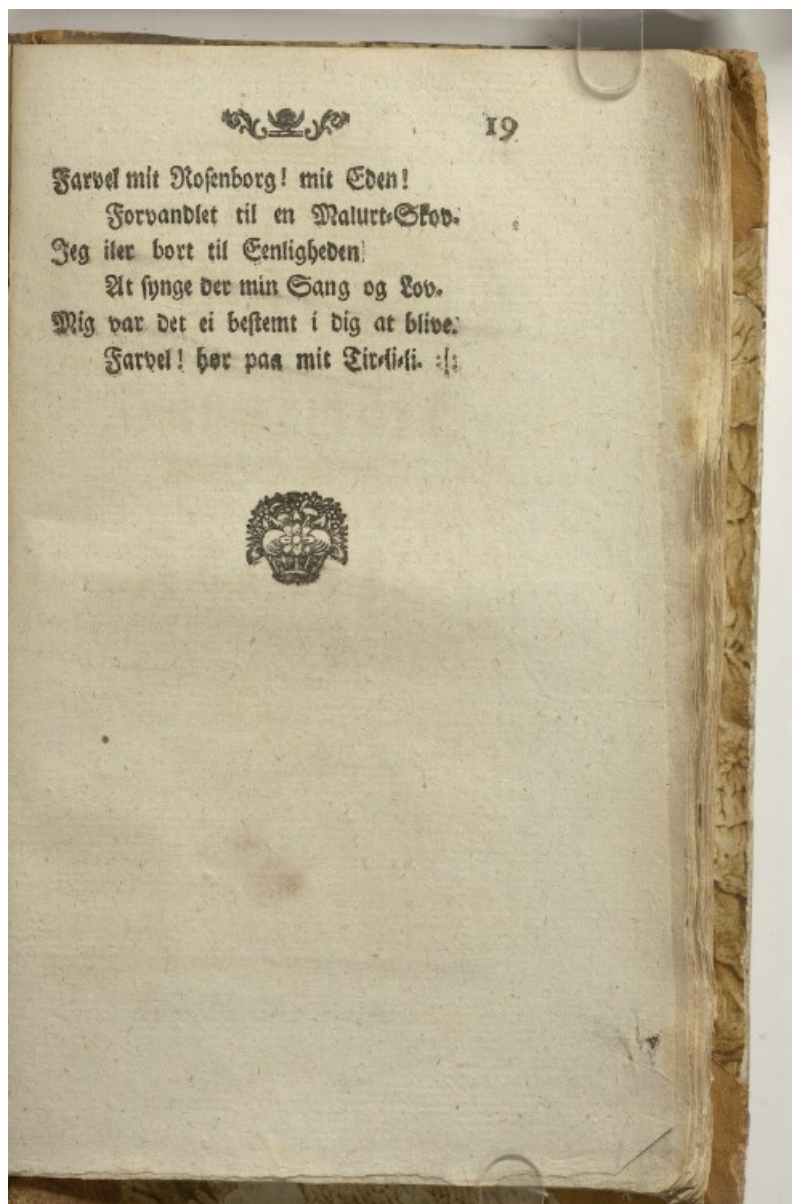 19
Farvel mit Rosenborg! mit Eden!
Forvandlet til en Malurt-Skov.
Jeg iler bort til Eenligheden
At synge der min Sang og Lov.
Mig var det ei bestemt i dig at blive.
Farvel! hør paa mit Tir-li-li. :|: